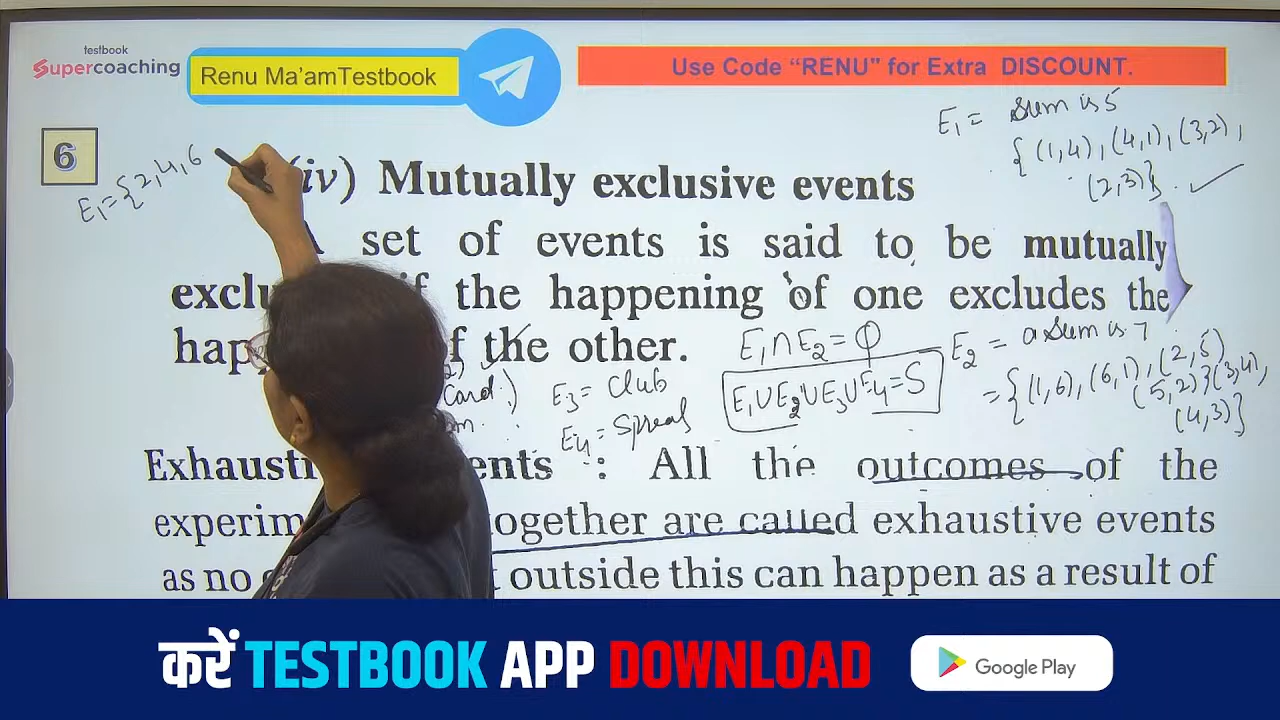 testbook
Supercoaching
Renu Ma'amTestbook
Use Code “RENU" for Extra DISCOUNT.
6
E₁={2,4,6
E₁ = Sum is 5
{(1,4),(4,1),(3,2),
(2,3)}.
(iv) Mutually exclusive events
set of events is said to be mutually
if the happening of one excludes the
the other.
E₁∩E₂=φ
E₂ = a Sum is 7
= {(1,6),(6,1),(2,5)
(5,2)}(3,4),
(4,3)}
Card.)
E₃= Club
E₄= Spreas
E₁∪E₂∪E₃∪E₄=S
: All the outcomes of the
together are called exhaustive events
as no outside this can happen as a result of
करें TESTBOOK APP DOWNLOAD
Google Play